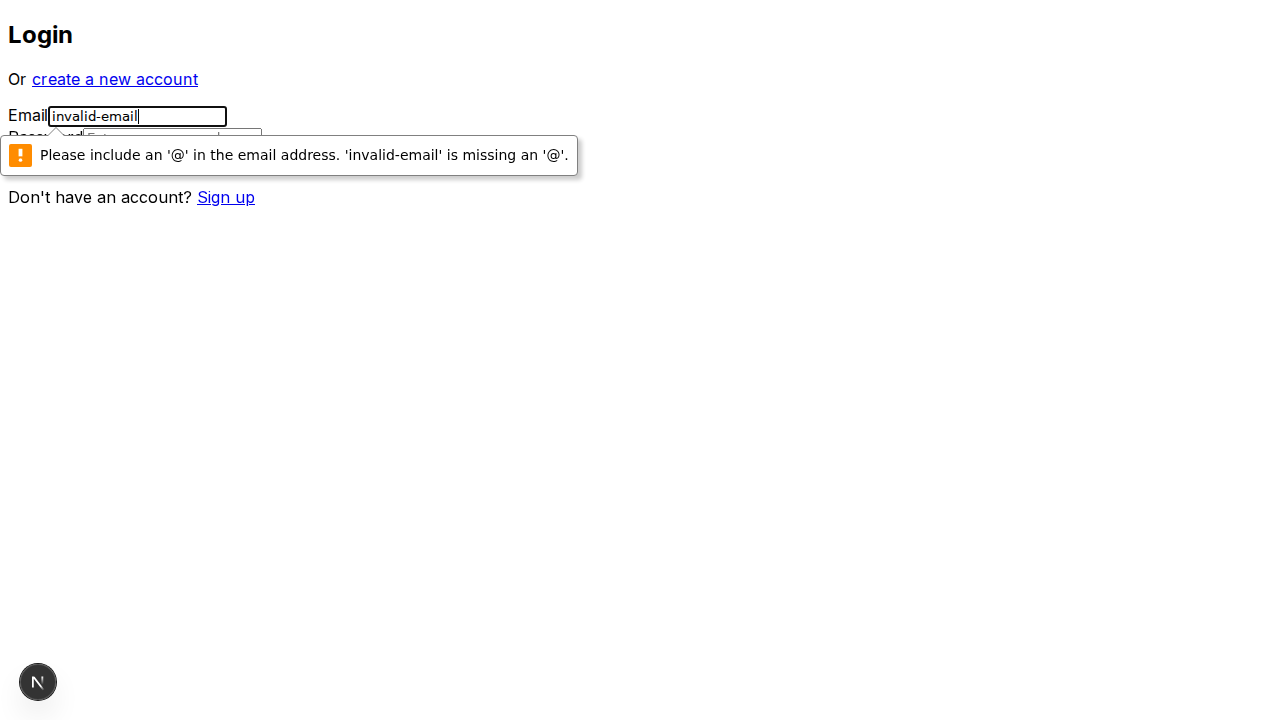 Login
Or create a new account
Email invalid-email
Please include an '@' in the email address. 'invalid-email' is missing an '@'.
Don't have an account? Sign up
N